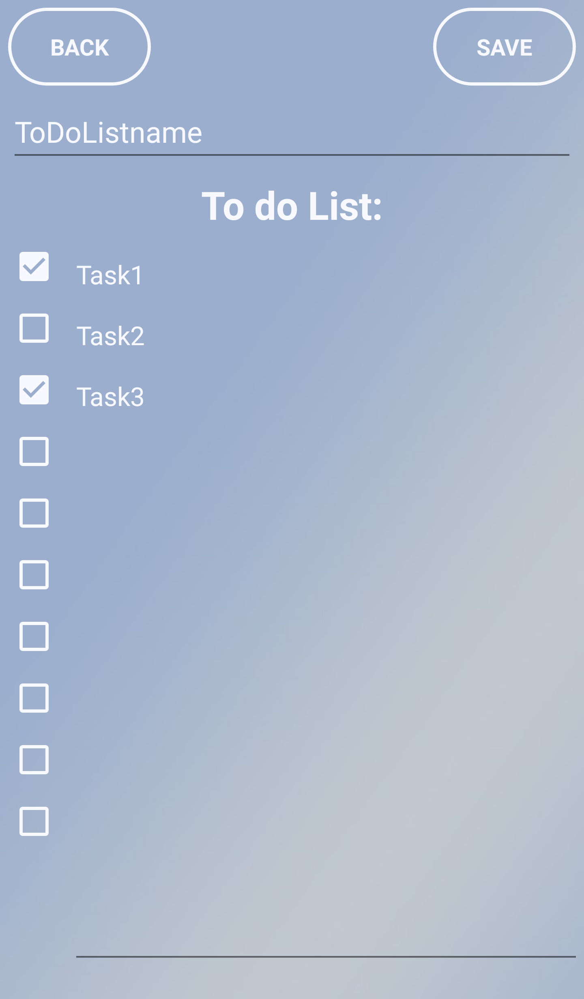 BACK
SAVE
ToDoListname
To do List:
Task1
Task2
Task3